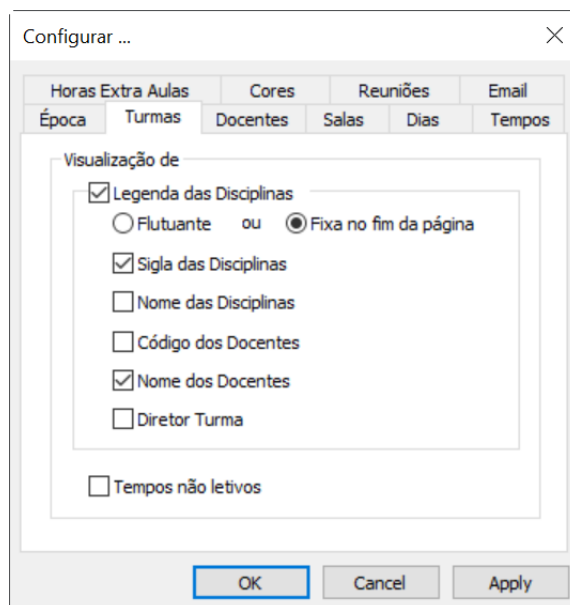 Configurar ...
Horas Extra Aulas Cores Reuniões Email
Época Turmas Docentes Salas Dias Tempos
Visualização de
Legenda das Disciplinas
Flutuante ou Fixa no fim da página
Sigla das Disciplinas
Nome das Disciplinas
Código dos Docentes
Nome dos Docentes
Diretor Turma
Tempos não letivos
OK Cancel Apply